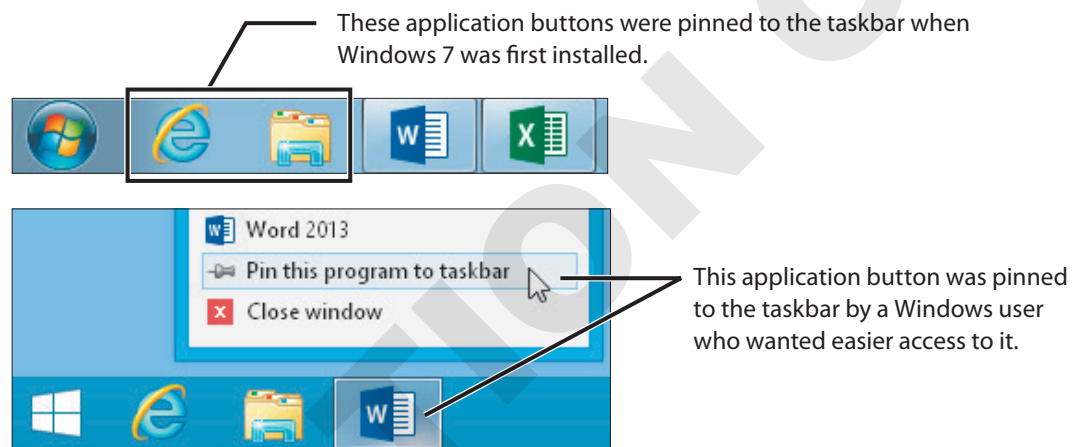 These application buttons were pinned to the taskbar when
Windows 7 was first installed.
Word 2013
Pin this program to taskbar
Close window
This application button was pinned
to the taskbar by a Windows user
who wanted easier access to it.